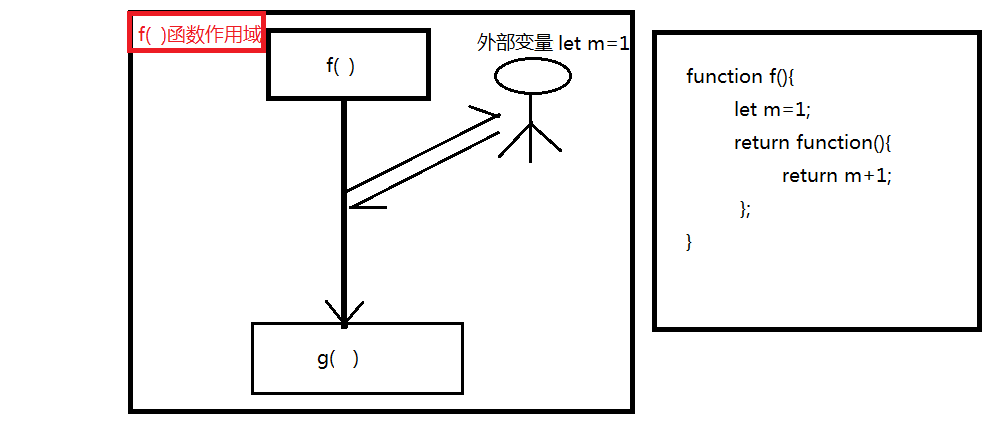 f( )函数作用域
外部变量 let m=1
f( )
g( )
function f(){
let m=1;
return function(){
return m+1;
};
}